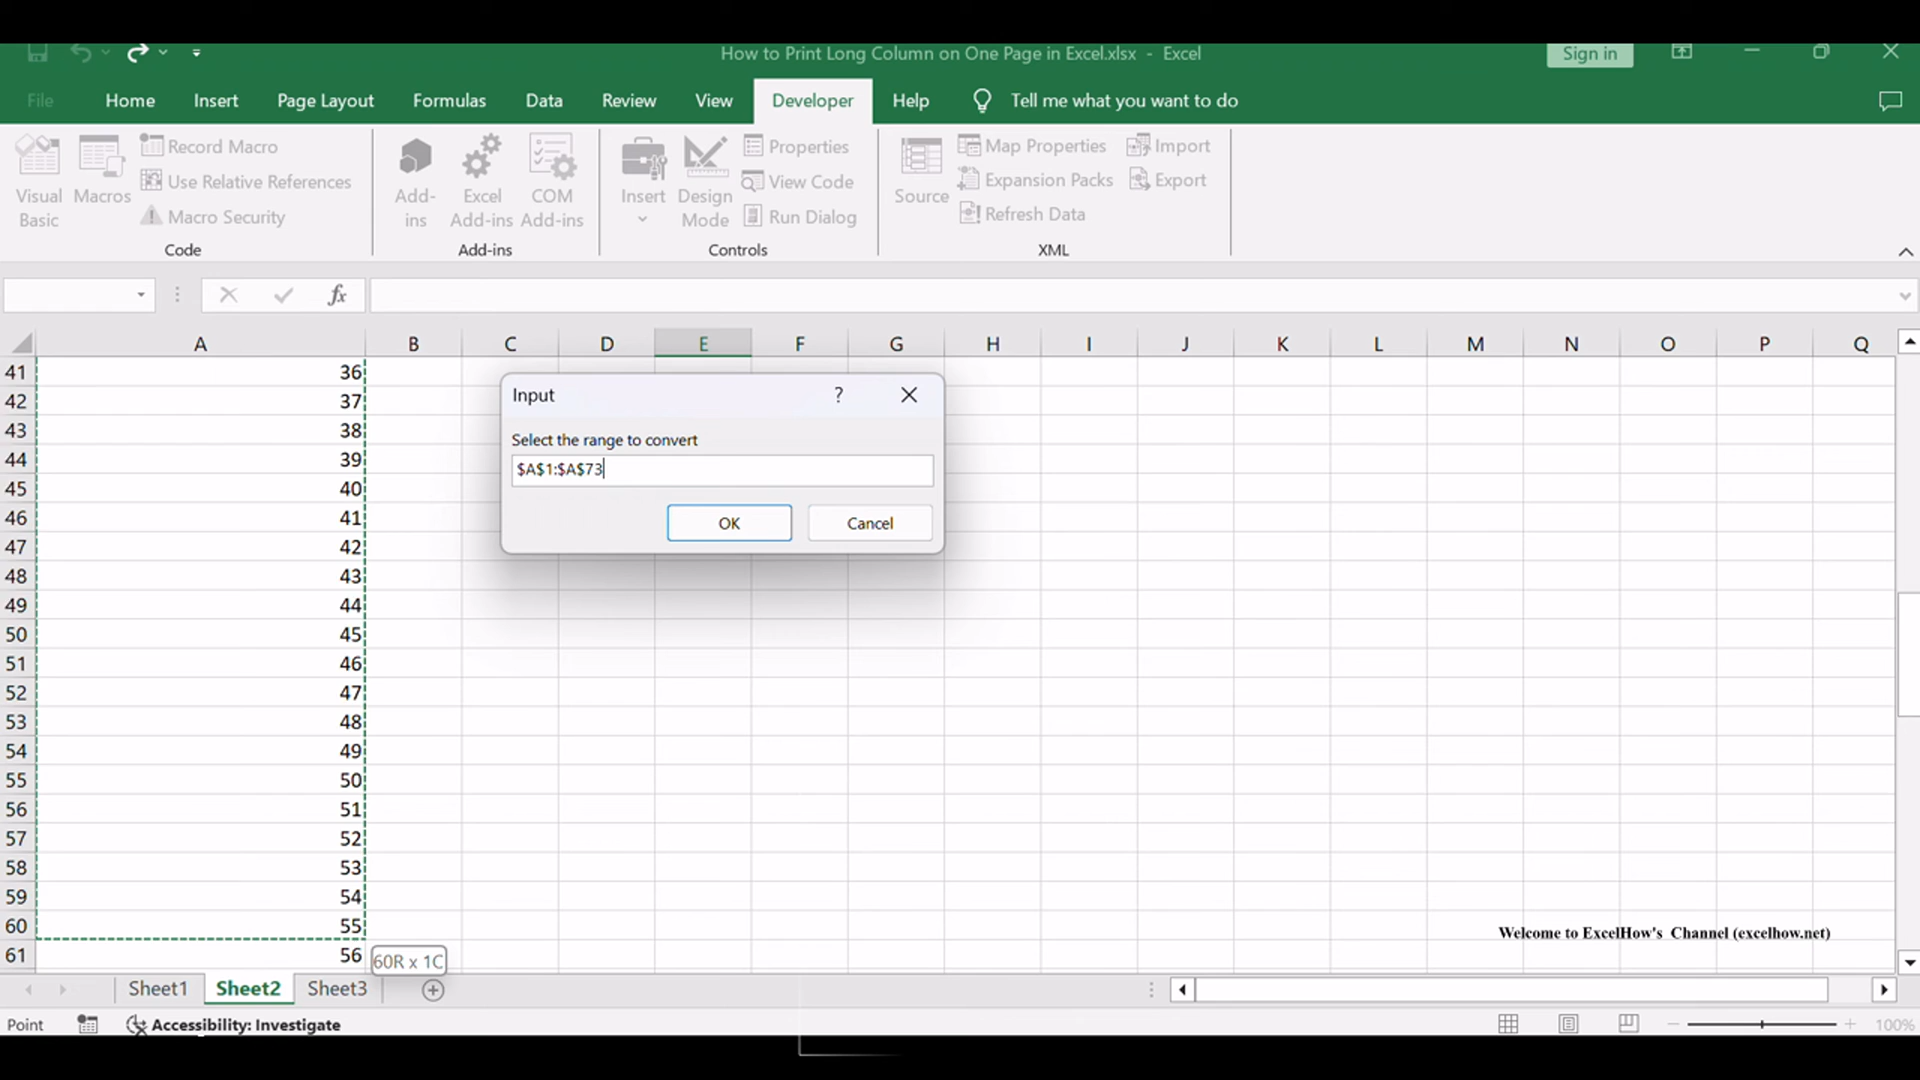 How to Print Long Column on One Page in Excel.xlsx - Excel
Sign in
File Home Insert Page Layout Formulas Data Review View Developer Help Tell me what you want to do
Visual Basic
Macros
Record Macro
Use Relative References
Macro Security
Code
Add-ins
Excel Add-ins
COM Add-ins
Add-ins
Insert
Design Mode
Properties
View Code
Run Dialog
Controls
Source
Map Properties
Expansion Packs
Refresh Data
Import
Export
XML
fx
A B C D E F G H I J K L M N O P Q
41 36
42 37
43 38
44 39
45 40
46 41
47 42
48 43
49 44
50 45
51 46
52 47
53 48
54 49
55 50
56 51
57 52
58 53
59 54
60 55
61 56
Input ?
Select the range to convert
$A$1:$A$73
OK Cancel
60R x 1C
Welcome to ExcelHow's Channel (excelhow.net)
Sheet1 Sheet2 Sheet3
Point Accessibility: Investigate 100%